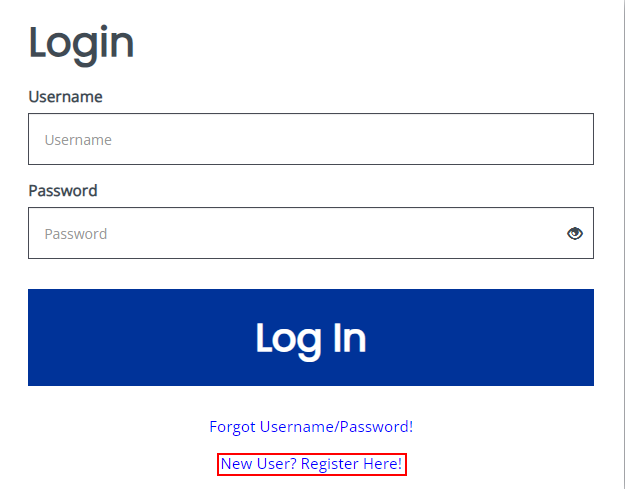 Login
Username
Username
Password
Password
Log In
Forgot Username/Password!
New User? Register Here!